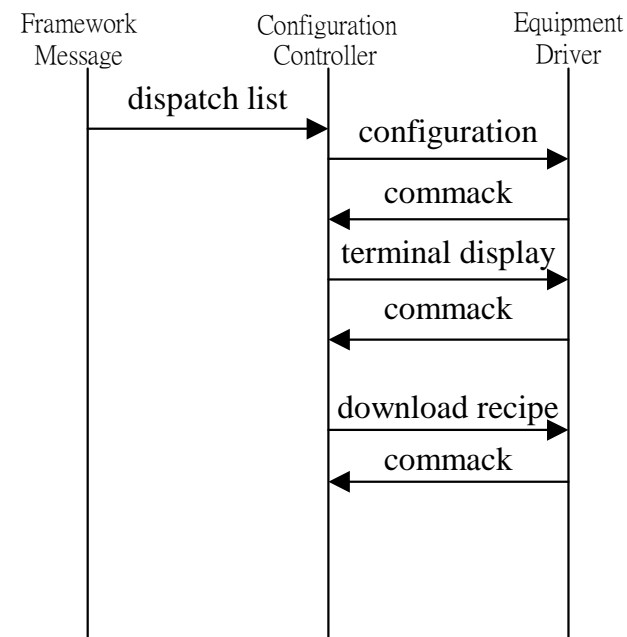 Framework
Message
Configuration
Controller
Equipment
Driver
dispatch list
configuration
commack
terminal display
commack
download recipe
commack